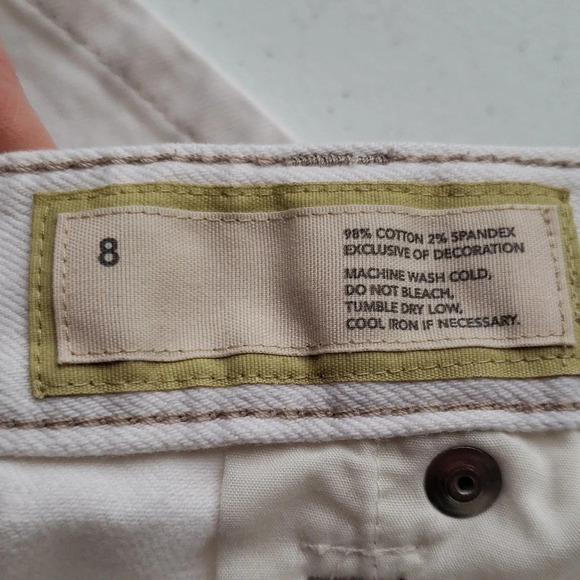 8
98% COTTON 2% SPANDEX
EXCLUSIVE OF DECORATION
MACHINE WASH COLD,
DO NOT BLEACH,
TUMBLE DRY LOW,
COOL IRON IF NECESSARY.